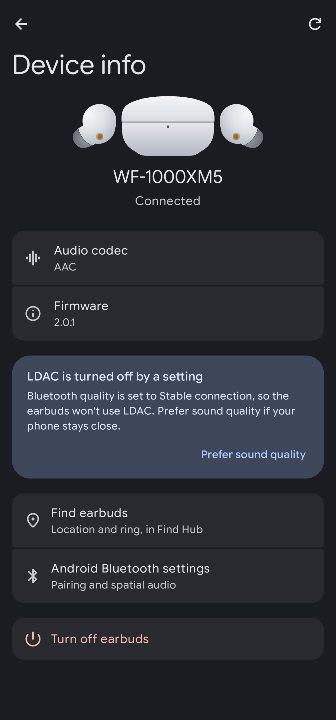 Device info
WF-1000XM5
Connected
Audio codec
AAC
Firmware
2.0.1
LDAC is turned off by a setting
Bluetooth quality is set to Stable connection, so the
earbuds won't use LDAC. Prefer sound quality if your
phone stays close.
Prefer sound quality
Find earbuds
Location and ring, in Find Hub
Android Bluetooth settings
Pairing and spatial audio
Turn off earbuds